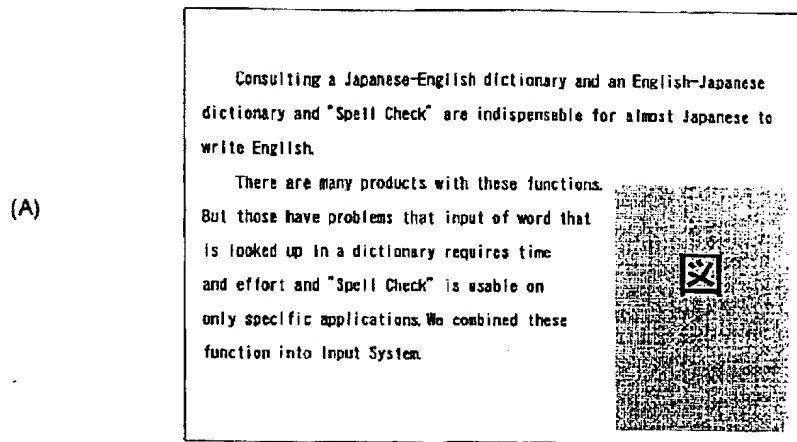 (A)
Consulting a Japanese-English dictionary and an English-Japanese
dictionary and "Spell Check" are indispensable for almost Japanese to
write English.
There are many products with these functions.
But those have problems that input of word that
is looked up in a dictionary requires time
and effort and "Spell Check" is usable on
only specific applications. We combined these
function into Input System.
図